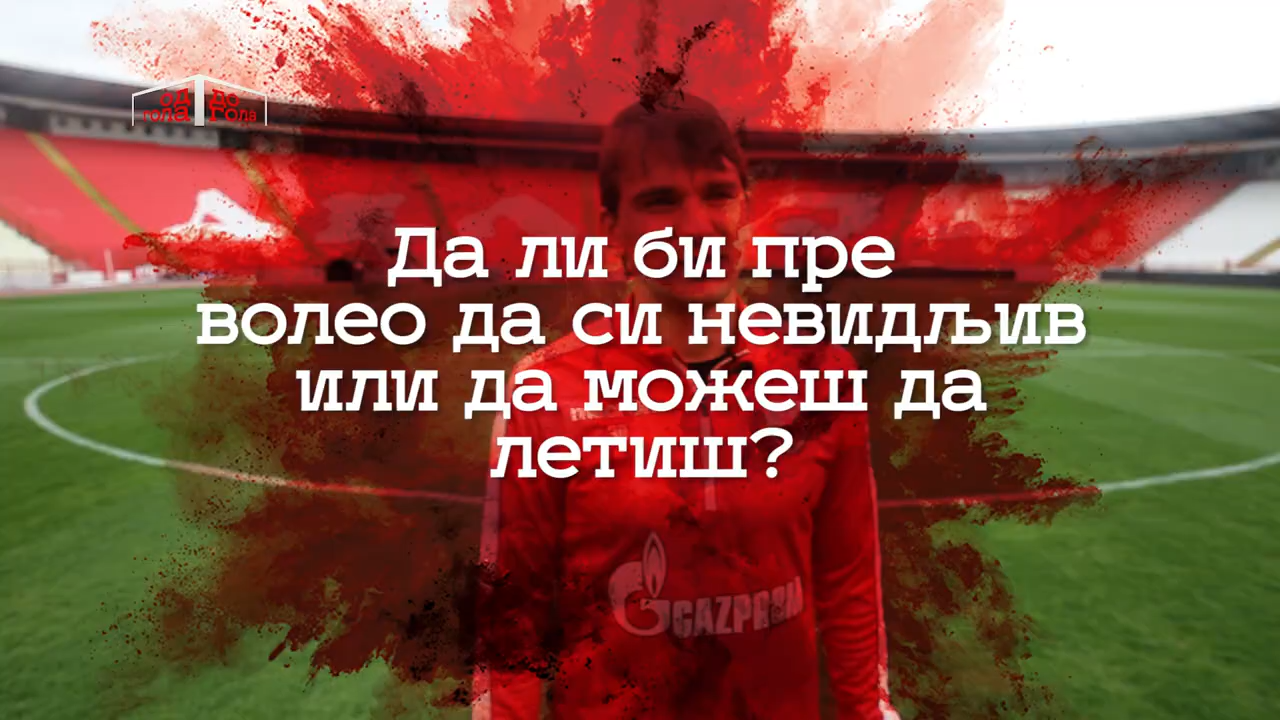 од до
гола гола
Да ли би пре
волео да си невидљив
или да можеш да
летиш?
GAZPROM